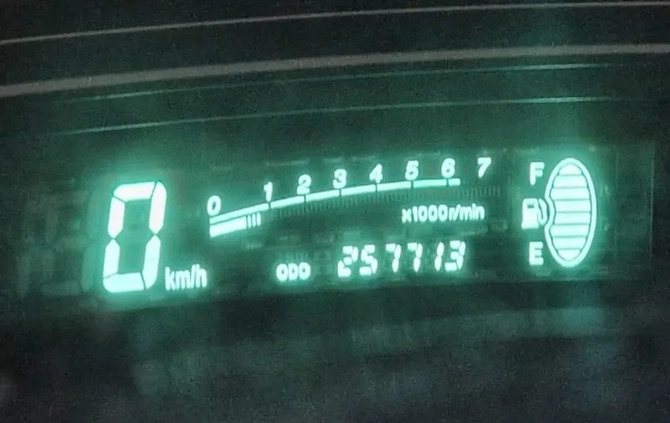 0 km/h
0 1 2 3 4 5 6 7
x1000r/min
ODO 257713
F
E